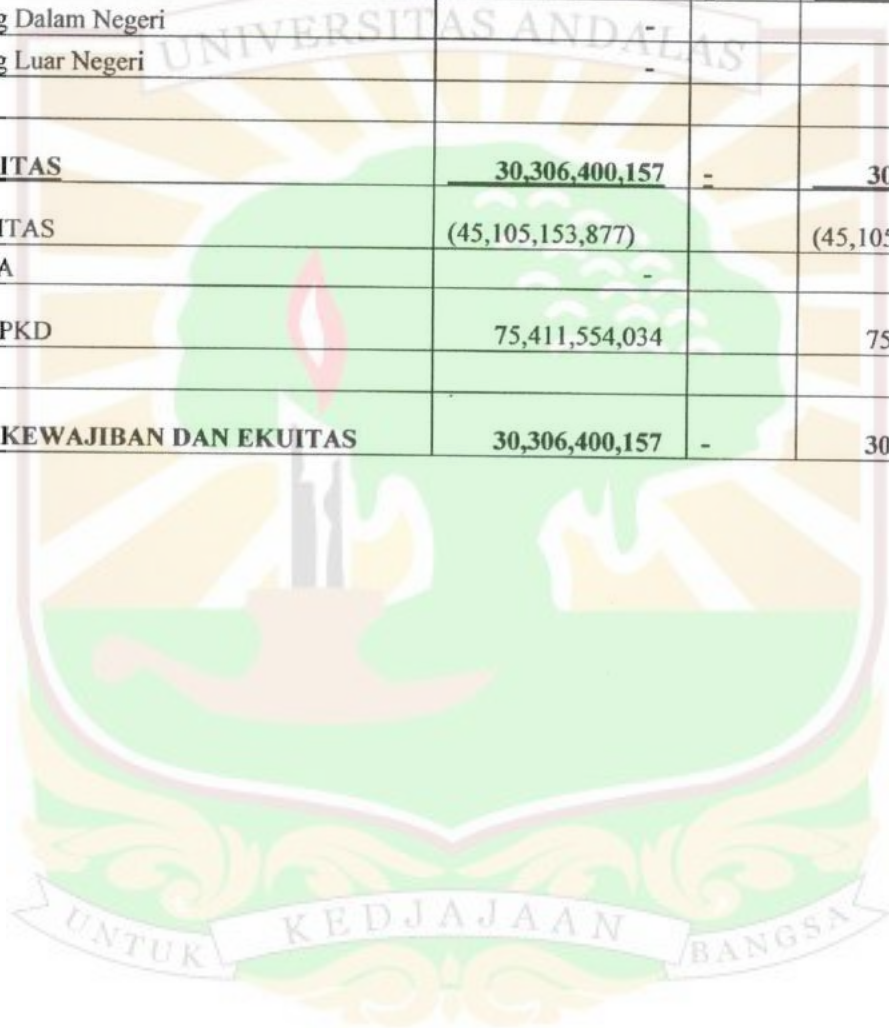 g Dalam Negeri -
g Luar Negeri -
ITAS 30,306,400,157 - 30
ITAS (45,105,153,877) (45,105
A -
PKD 75,411,554,034 75
KEWAJIBAN DAN EKUITAS 30,306,400,157 - 30
UNIVERSITAS ANDALAS
UNTUK KEDJAJAAN BANGSA